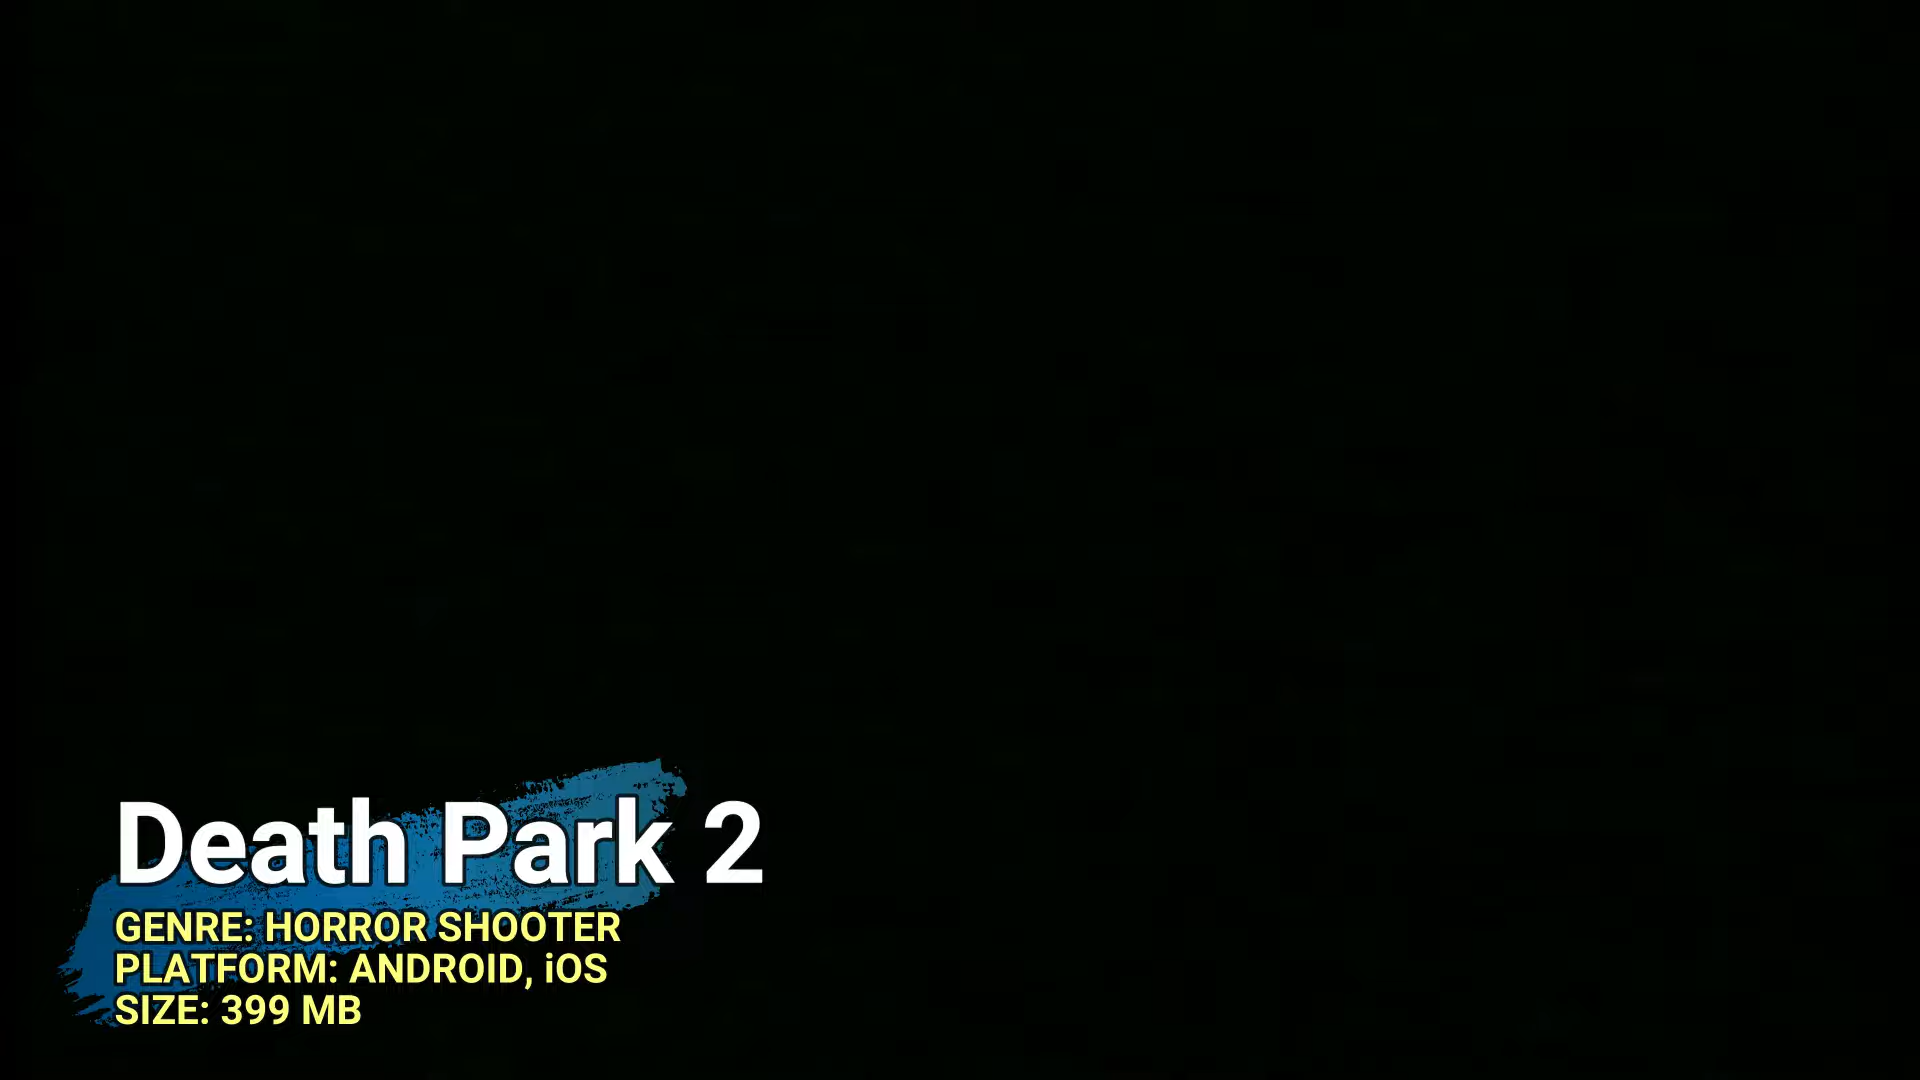 Death Park 2
GENRE: HORROR SHOOTER
PLATFORM: ANDROID, iOS
SIZE: 399 MB